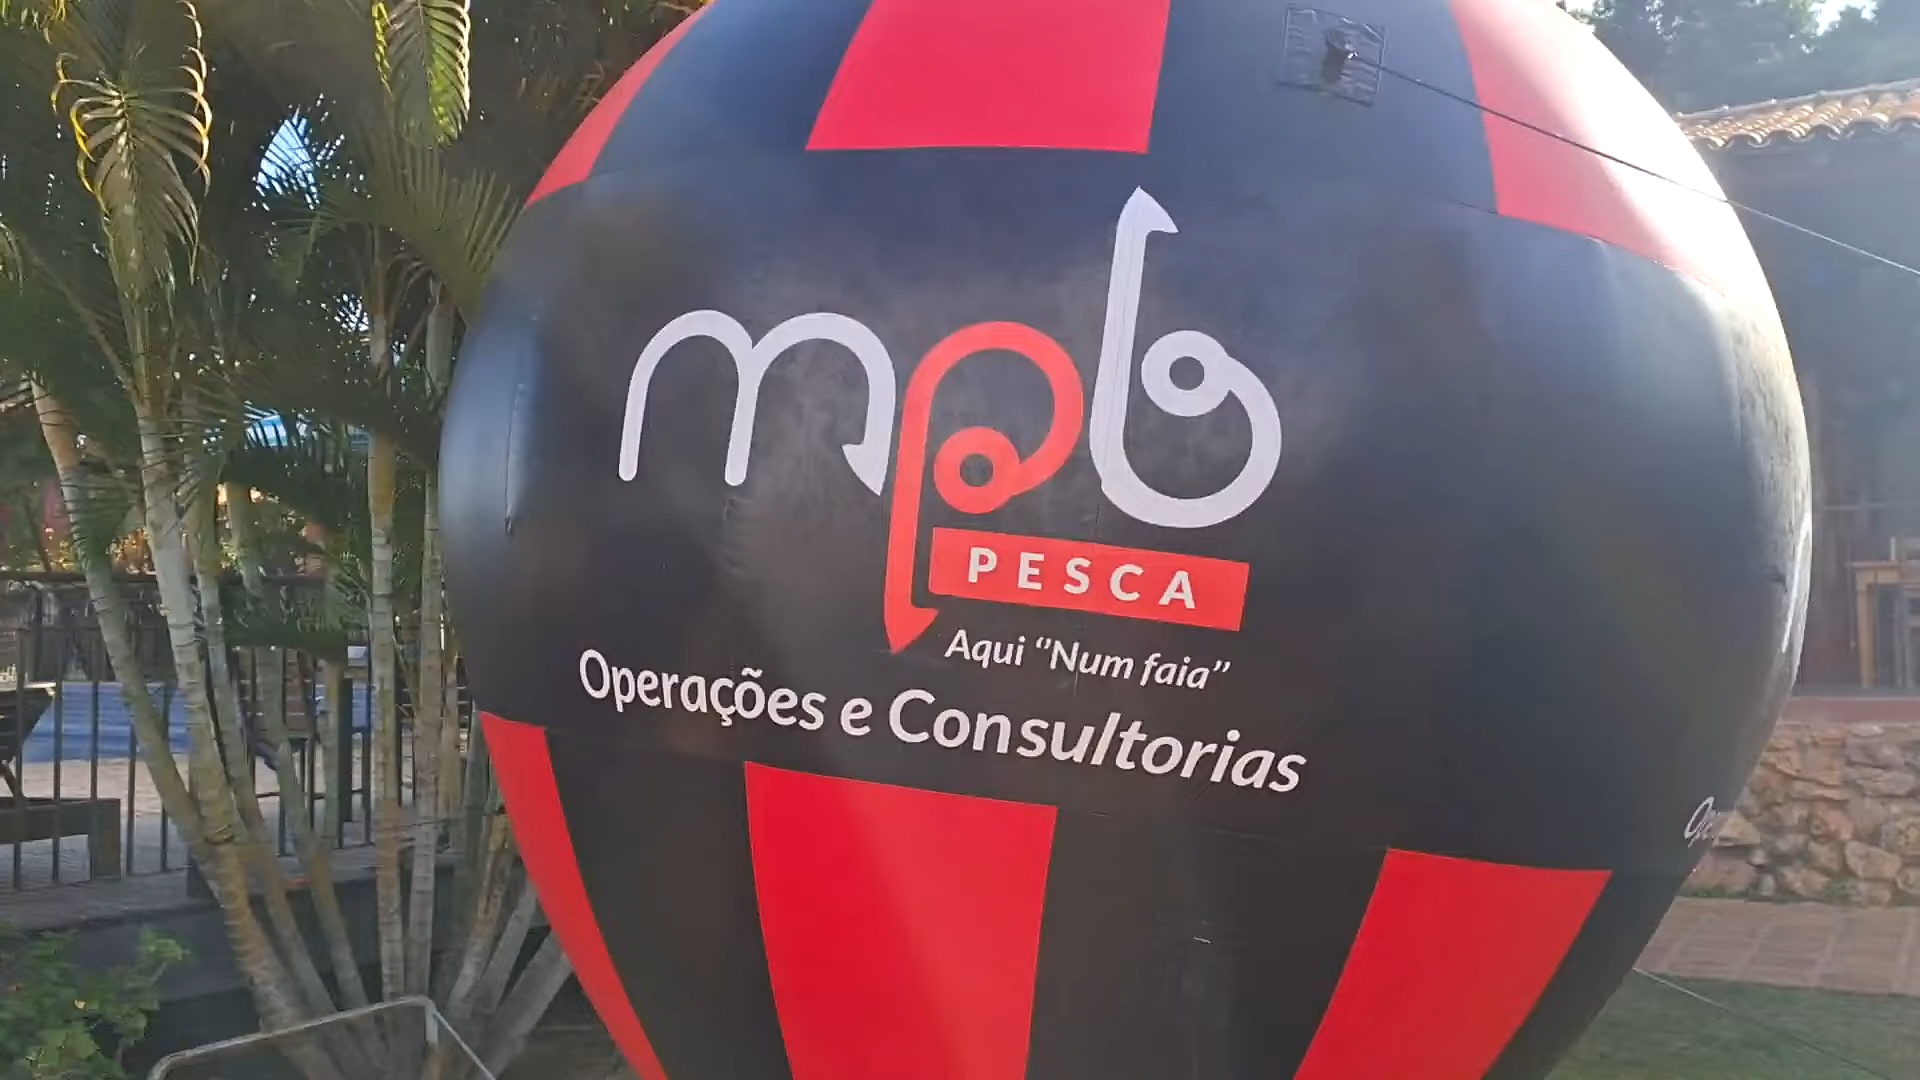 mpb
PESCA
Aqui “Num faia”
Operações e Consultorias